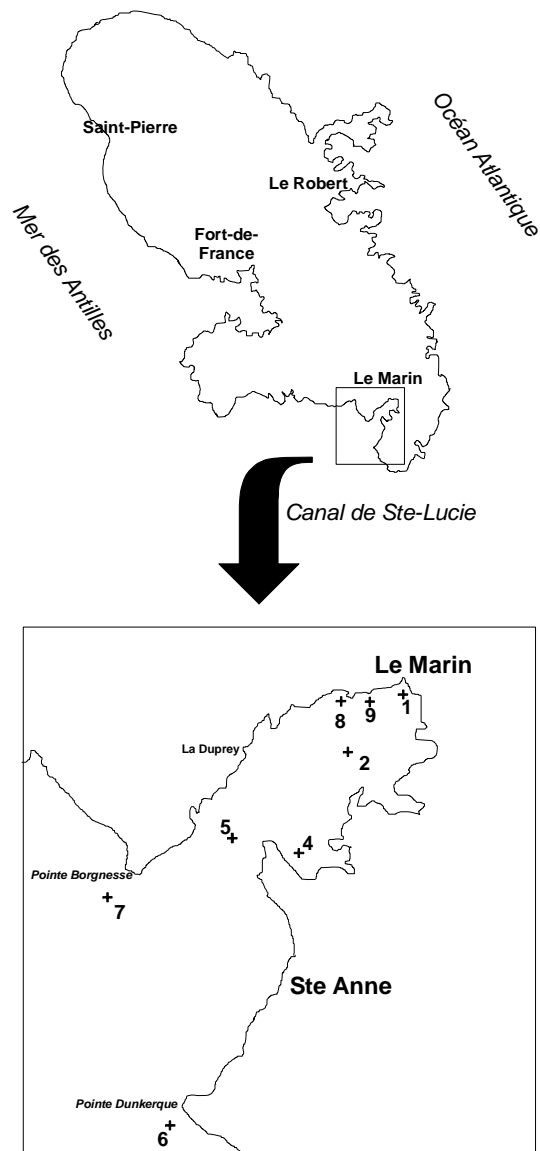 Océan Atlantique
Saint-Pierre
Le Robert
Mer des Antilles
Fort-de-
France
Le Marin
Canal de Ste-Lucie
Le Marin
8
9
1
La Duprey
2
5
4
Pointe Borgnesse
7
Ste Anne
Pointe Dunkerque
6